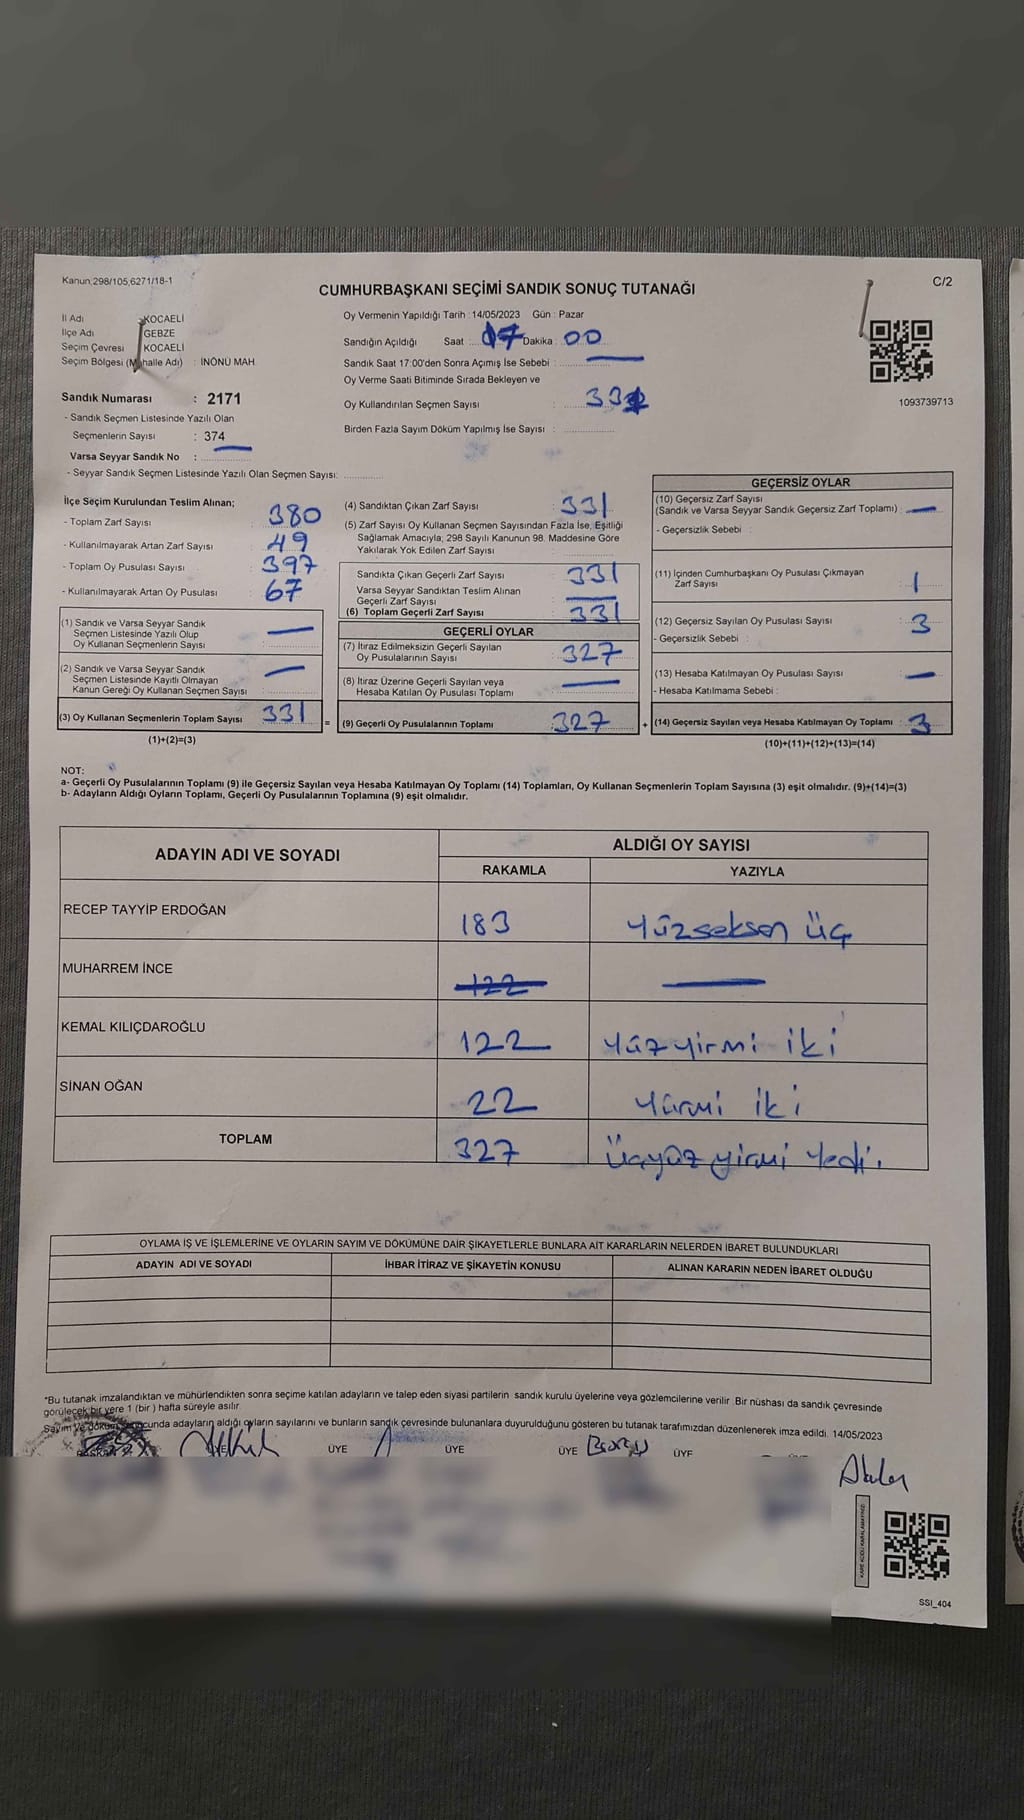 Kanun;298/105,6271/18-1
C/2
CUMHURBAŞKANI SEÇİMİ SANDIK SONUÇ TUTANAĞI
İl Adı KOCAELİ
İlçe Adı GEBZE
Seçim Çevresi KOCAELİ
Seçim Bölgesi (Mahalle Adı) : İNÖNÜ MAH
Sandık Numarası : 2171
- Sandık Seçmen Listesinde Yazılı Olan
Seçmenlerin Sayısı : 374
Varsa Seyyar Sandık No :
- Seyyar Sandık Seçmen Listesinde Yazılı Olan Seçmen Sayısı:
Oy Vermenin Yapıldığı Tarih : 14/05/2023 Gün : Pazar
Sandığın Açıldığı Saat : 17 Dakika : 00
Sandık Saat 17:00'den Sonra Açımış İse Sebebi :
Oy Verme Saati Bitiminde Sırada Bekleyen ve
Oy Kullandırılan Seçmen Sayısı :
Birden Fazla Sayım Döküm Yapılmış İse Sayısı :
1093739713
İlçe Seçim Kurulundan Teslim Alınan;
- Toplam Zarf Sayısı : 380
- Kullanılmayarak Artan Zarf Sayısı : 49
- Toplam Oy Pusulası Sayısı : 397
- Kullanılmayarak Artan Oy Pusulası : 67
(1) Sandık ve Varsa Seyyar Sandık
Seçmen Listesinde Yazılı Olup
Oy Kullanan Seçmenlerin Sayısı
(2) Sandık ve Varsa Seyyar Sandık
Seçmen Listesinde Kayıtlı Olmayan
Kanun Gereği Oy Kullanan Seçmen Sayısı
(3) Oy Kullanan Seçmenlerin Toplam Sayısı : 331 =
(1)+(2)=(3)
(4) Sandıktan Çıkan Zarf Sayısı : 331
(5) Zarf Sayısı Oy Kullanan Seçmen Sayısından Fazla İse, Eşitliği
Sağlamak Amacıyla; 298 Sayılı Kanunun 98. Maddesine Göre
Yakılarak Yok Edilen Zarf Sayısı
Sandıkta Çıkan Geçerli Zarf Sayısı : 331
Varsa Seyyar Sandıktan Teslim Alınan
Geçerli Zarf Sayısı
(6) Toplam Geçerli Zarf Sayısı : 331
GEÇERLİ OYLAR
(7) İtiraz Edilmeksizin Geçerli Sayılan
Oy Pusulalarının Sayısı : 327
(8) İtiraz Üzerine Geçerli Sayılan veya
Hesaba Katılan Oy Pusulası Toplamı
(9) Geçerli Oy Pusulalarının Toplamı : 327 +
GEÇERSİZ OYLAR
(10) Geçersiz Zarf Sayısı
(Sandık ve Varsa Seyyar Sandık Geçersiz Zarf Toplamı) :
- Geçersizlik Sebebi :
(11) İçinden Cumhurbaşkanı Oy Pusulası Çıkmayan
Zarf Sayısı : 1
(12) Geçersiz Sayılan Oy Pusulası Sayısı : 3
- Geçersizlik Sebebi :
(13) Hesaba Katılmayan Oy Pusulası Sayısı :
- Hesaba Katılmama Sebebi :
(14) Geçersiz Sayılan veya Hesaba Katılmayan Oy Toplamı : 3
(10)+(11)+(12)+(13)=(14)
NOT:
a- Geçerli Oy Pusulalarının Toplamı (9) ile Geçersiz Sayılan veya Hesaba Katılmayan Oy Toplamı (14) Toplamları, Oy Kullanan Seçmenlerin Toplam Sayısına (3) eşit olmalıdır. (9)+(14)=(3)
b- Adayların Aldığı Oyların Toplamı, Geçerli Oy Pusulalarının Toplamına (9) eşit olmalıdır.
ADAYIN ADI VE SOYADI
ALDIĞI OY SAYISI
RAKAMLA YAZIYLA
RECEP TAYYİP ERDOĞAN 183 Yüzseksen üç
MUHARREM İNCE 122
KEMAL KILIÇDAROĞLU 122 Yüzyirmi iki
SİNAN OĞAN 22 Yirmi iki
TOPLAM 327 Üçyüz yirmi Yedi.
OYLAMA İŞ VE İŞLEMLERİNE VE OYLARIN SAYIM VE DÖKÜMÜNE DAİR ŞİKAYETLERLE BUNLARA AİT KARARLARIN NELERDEN İBARET BULUNDUKLARI
ADAYIN ADI VE SOYADI İHBAR İTİRAZ VE ŞİKAYETİN KONUSU ALINAN KARARIN NEDEN İBARET OLDUĞU
*Bu tutanak imzalandıktan ve mühürlendikten sonra seçime katılan adayların ve talep eden siyasi partilerin sandık kurulu üyelerine veya gözlemcilerine verilir. Bir nüshası da sandık çevresinde
görülecek bir yere 1 (bir ) hafta süreyle asılır.
Sayım ve döküm adayların aldığı oyların sayılarını ve bunların sandık çevresinde bulunanlara duyurulduğunu gösteren bu tutanak tarafımızdan düzenlenerek imza edildi. 14/05/2023
BAŞKAN ÜYE ÜYE ÜYE ÜYE ÜYE
SSİ_404